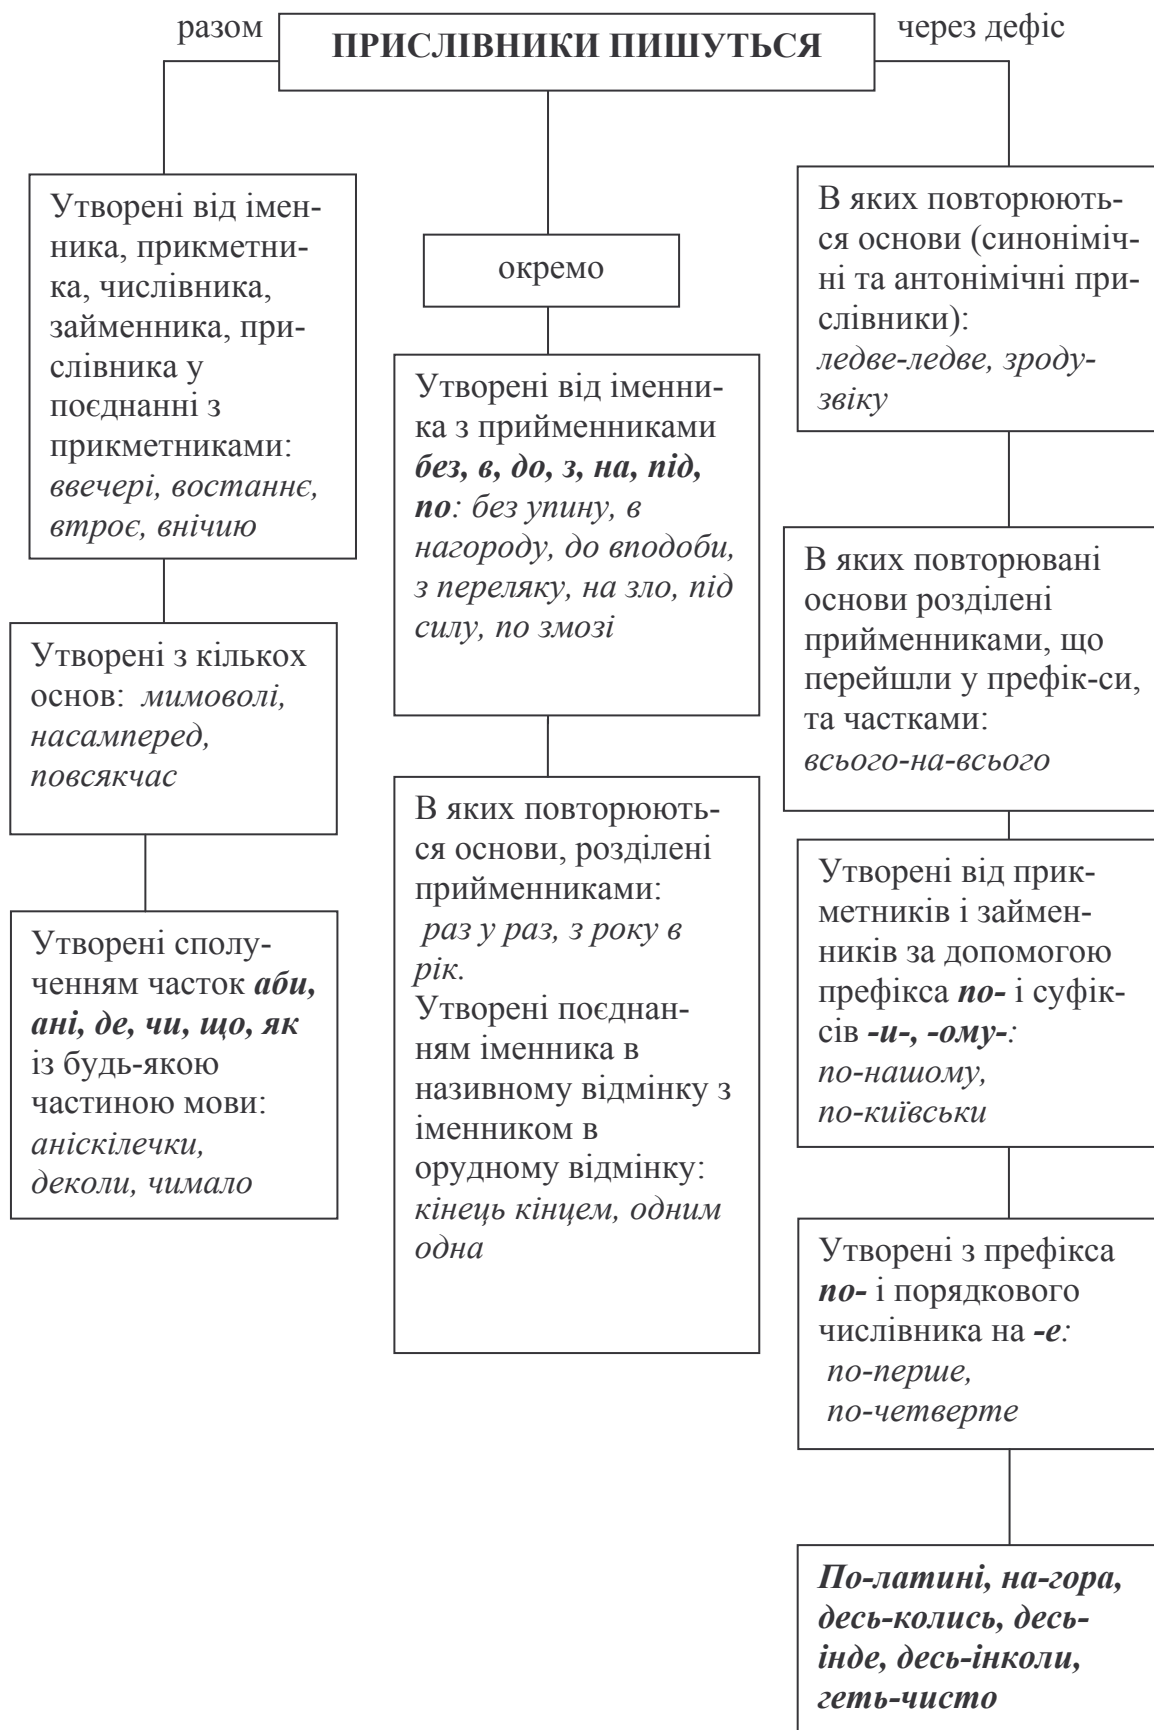 разом
ПРИСЛІВНИКИ ПИШУТЬСЯ
через дефіс
Утворені від імен-
ника, прикметни-
ка, числівника,
займенника, при-
слівника у
поєднанні з
прикметниками:
ввечері, востаннє,
втроє, внічию
Утворені з кількох
основ: мимоволі,
насамперед,
повсякчас
Утворені сполу-
ченням часток аби,
ані, де, чи, що, як
із будь-якою
частиною мови:
аніскілечки,
деколи, чимало
окремо
Утворені від іменни-
ка з прийменниками
без, в, до, з, на, під,
по: без упину, в
нагороду, до вподоби,
з переляку, на зло, під
силу, по змозі
В яких повторюють-
ся основи, розділені
прийменниками:
раз у раз, з року в
рік.
Утворені поєднан-
ням іменника в
називному відмінку з
іменником в
орудному відмінку:
кінець кінцем, одним
одна
В яких повторюють-
ся основи (синоніміч-
ні та антонімічні при-
слівники):
ледве-ледве, зроду-
звіку
В яких повторювані
основи розділені
прийменниками, що
перейшли у префік-си,
та частками:
всього-на-всього
Утворені від прик-
метників і займен-
ників за допомогою
префікса по- і суфік-
сів -и-, -ому-:
по-нашому,
по-київськи
Утворені з префікса
по- і порядкового
числівника на -е:
по-перше,
по-четверте
По-латині, на-гора,
десь-колись, десь-
інде, десь-інколи,
геть-чисто